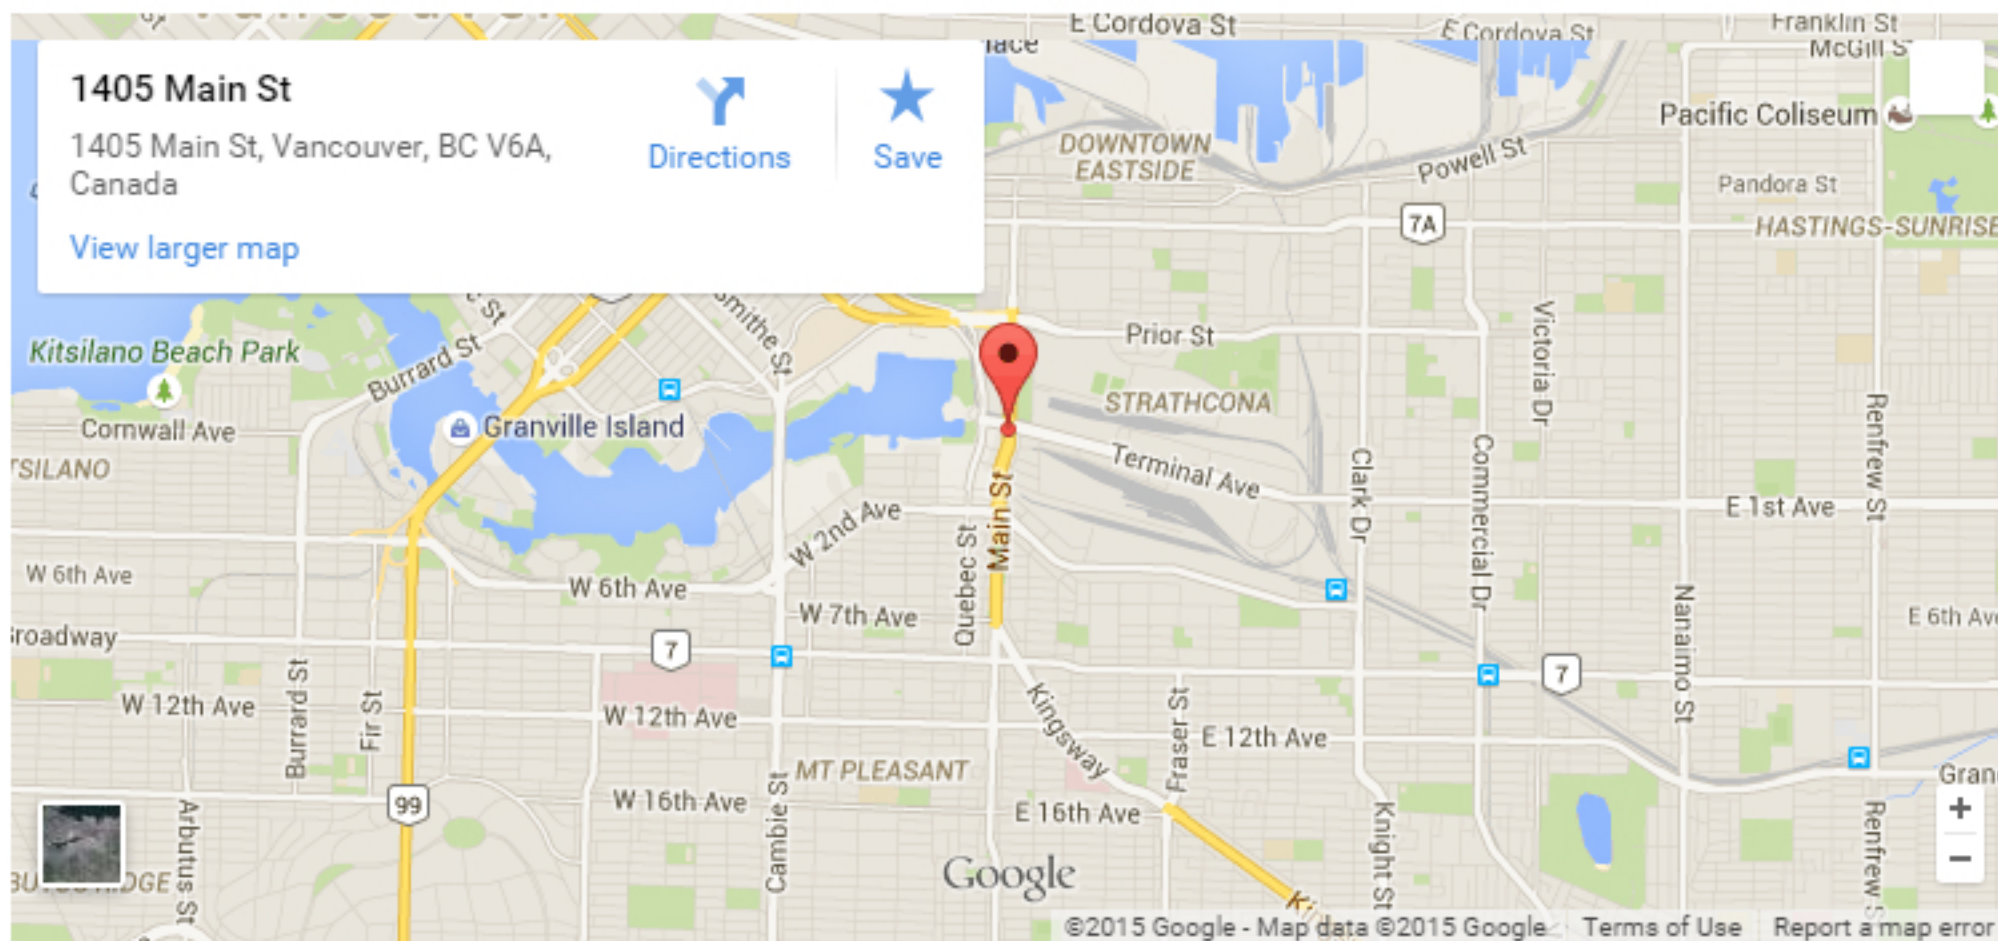 E Cordova St
E Cordova St
Franklin St
McGill S
lace
1405 Main St
1405 Main St, Vancouver, BC V6A,
Canada
Directions
Save
View larger map
Pacific Coliseum
DOWNTOWN
EASTSIDE
Powell St
Pandora St
7A
HASTINGS-SUNRISE
Smithe St
Victoria Dr
Kitsilano Beach Park
Burrard St
Prior St
STRATHCONA
Granville Island
Cornwall Ave
TSILANO
Renfrew St
Terminal Ave
Clark Dr
Commercial Dr
Main St
E 1st Ave
W 2nd Ave
Quebec St
W 6th Ave
W 6th Ave
W 7th Ave
Nanaimo St
E 6th Ave
Broadway
7
7
Burrard St
Fir St
W 12th Ave
W 12th Ave
Kingsway
Fraser St
E 12th Ave
MT PLEASANT
Cambie St
W 16th Ave
E 16th Ave
99
Arbutus St
Knight St
Renfrew S
Gran
+
−
Google
©2015 Google - Map data ©2015 Google
Terms of Use
Report a map error